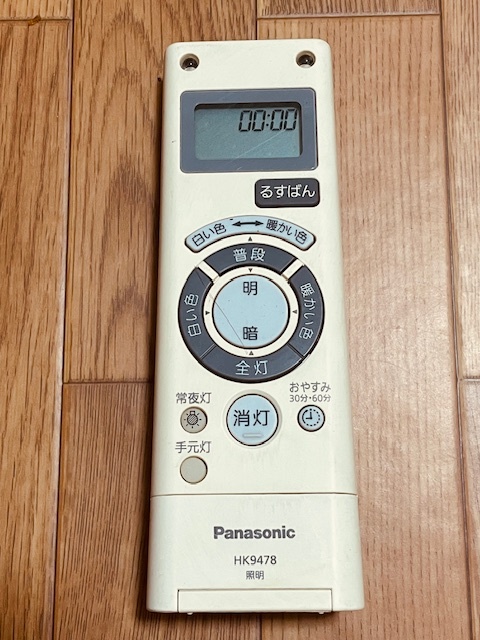 00:00
るすばん
白い色 ←→ 暖かい色
普段
白い色
明
暗
暖かい色
全灯
常夜灯
消灯
おやすみ
30分・60分
手元灯
Panasonic
HK9478
照明